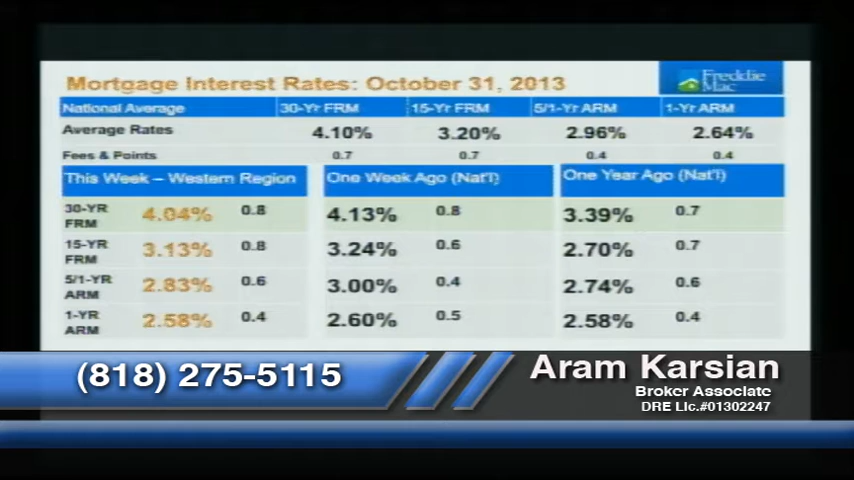 Mortgage Interest Rates: October 31, 2013
Freddie Mac
National Average 30-Yr FRM 15-Yr FRM 5/1-Yr ARM 1-Yr ARM
Average Rates 4.10% 3.20% 2.96% 2.64%
Fees & Points 0.7 0.7 0.4 0.4
This Week – Western Region One Week Ago (Nat'l) One Year Ago (Nat'l)
30-YR FRM 4.04% 0.8 4.13% 0.8 3.39% 0.7
15-YR FRM 3.13% 0.8 3.24% 0.6 2.70% 0.7
5/1-YR ARM 2.83% 0.6 3.00% 0.4 2.74% 0.6
1-YR ARM 2.58% 0.4 2.60% 0.5 2.58% 0.4
(818) 275-5115
Aram Karsian
Broker Associate
DRE Lic.#01302247